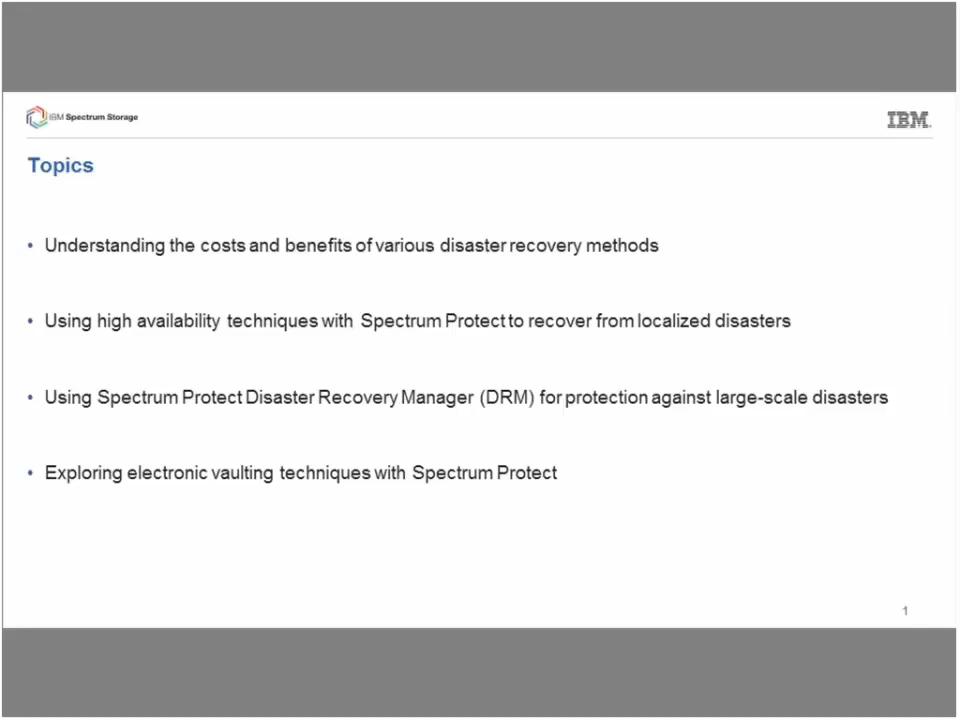 IBM Spectrum Storage
IBM
Topics
• Understanding the costs and benefits of various disaster recovery methods
• Using high availability techniques with Spectrum Protect to recover from localized disasters
• Using Spectrum Protect Disaster Recovery Manager (DRM) for protection against large-scale disasters
• Exploring electronic vaulting techniques with Spectrum Protect
1